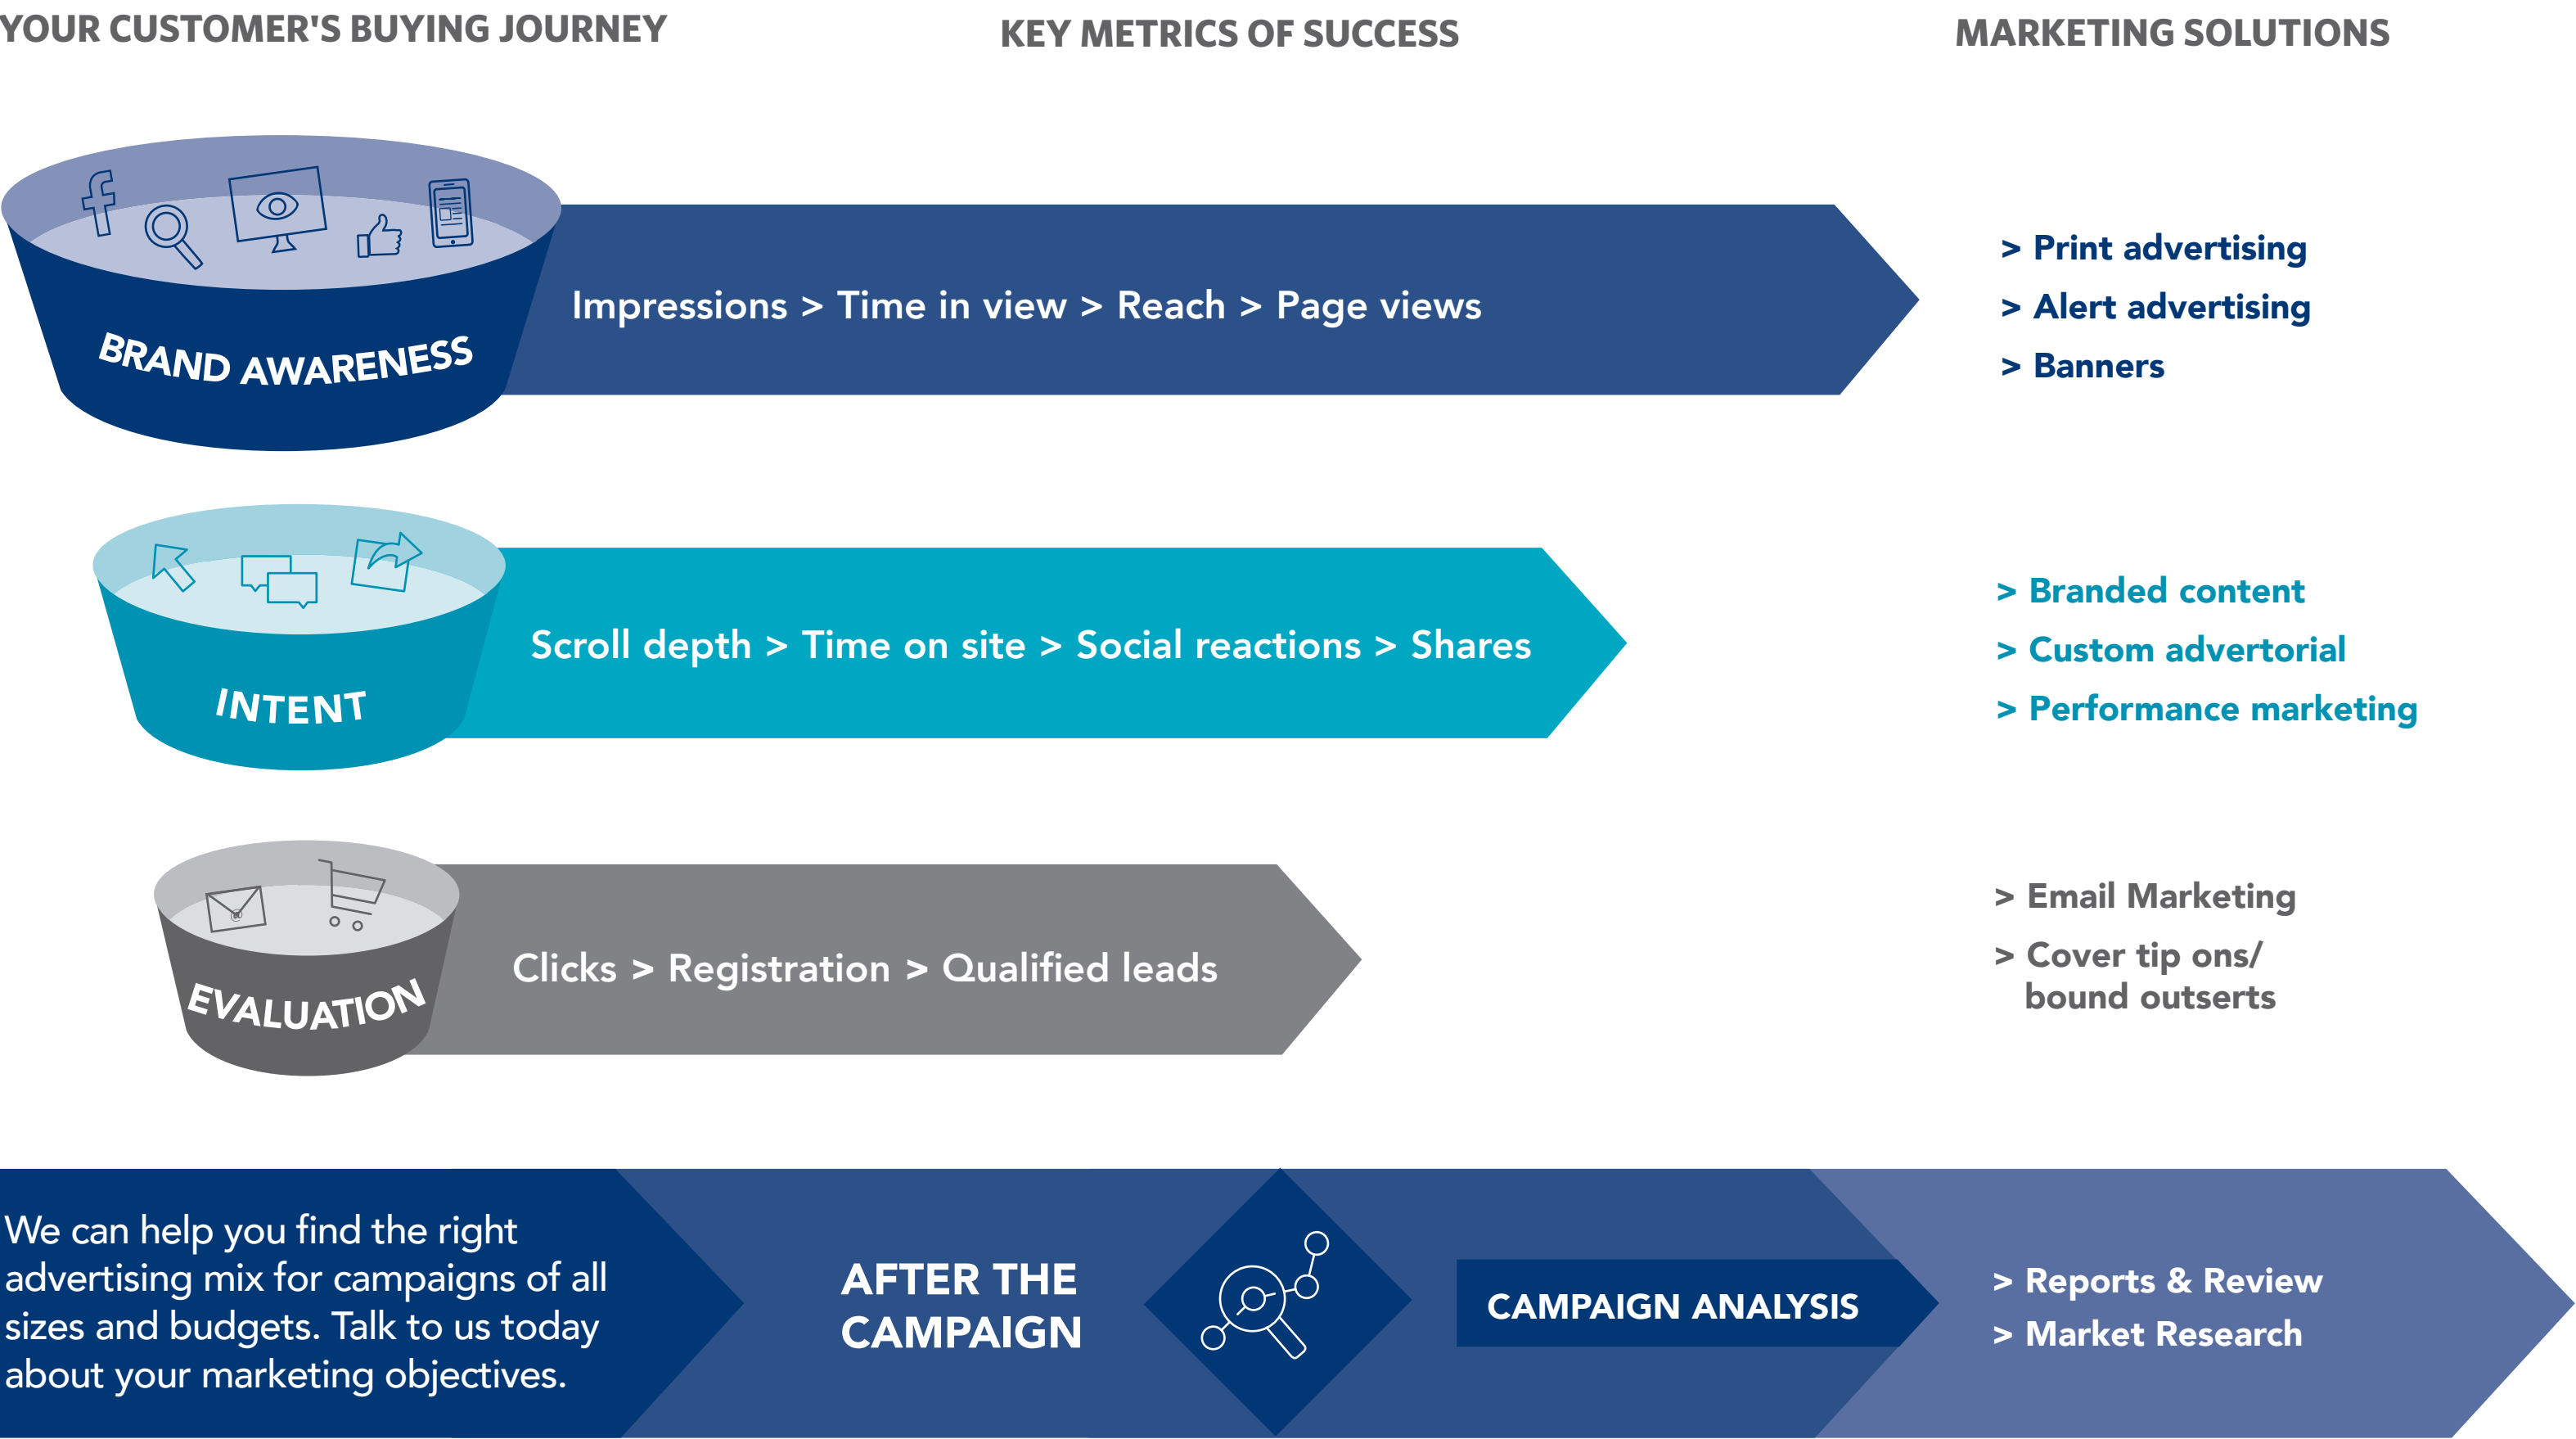 YOUR CUSTOMER'S BUYING JOURNEY
KEY METRICS OF SUCCESS
MARKETING SOLUTIONS
BRAND AWARENESS
Impressions > Time in view > Reach > Page views
> Print advertising
> Alert advertising
> Banners
INTENT
Scroll depth > Time on site > Social reactions > Shares
> Branded content
> Custom advertorial
> Performance marketing
@
EVALUATION
Clicks > Registration > Qualified leads
> Email Marketing
> Cover tip ons/
bound outserts
We can help you find the right
advertising mix for campaigns of all
sizes and budgets. Talk to us today
about your marketing objectives.
AFTER THE
CAMPAIGN
CAMPAIGN ANALYSIS
> Reports & Review
> Market Research